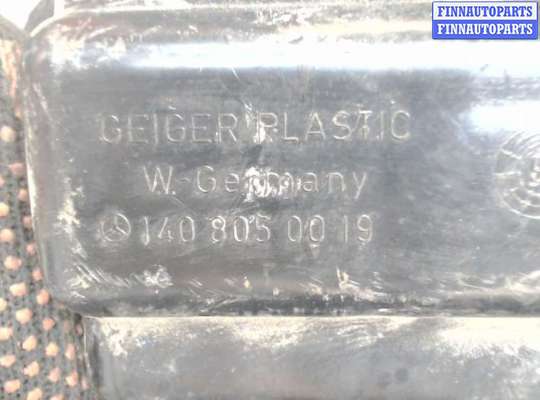 FINNAUTOPARTS
FINNAUTOPARTS
GEIGER PLASTIC
W.-Germany
140 805 00 19